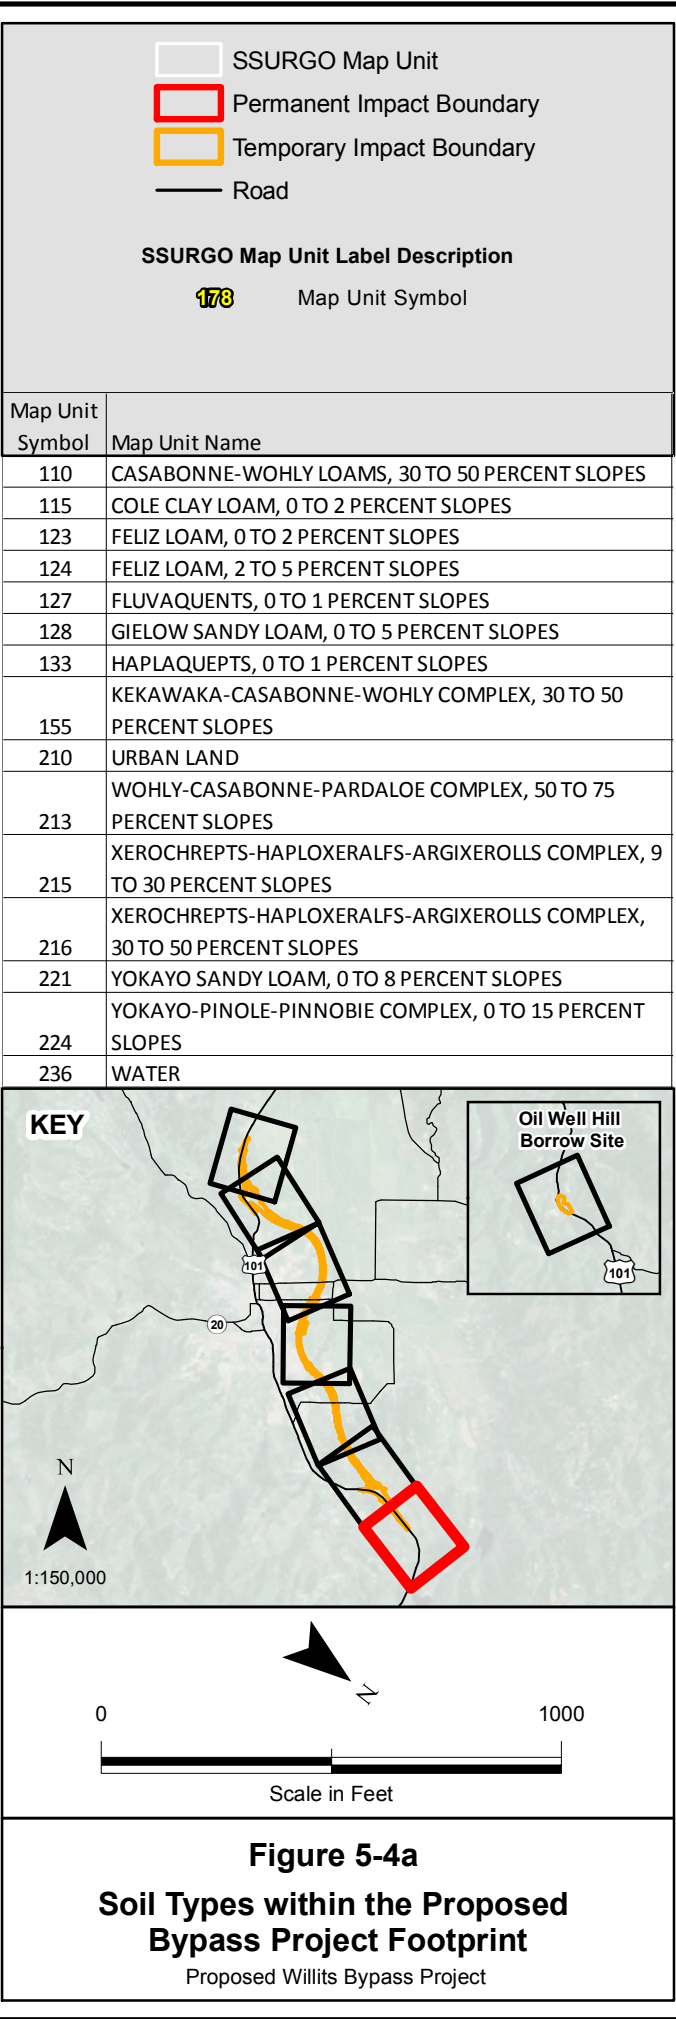 SSURGO Map Unit
Permanent Impact Boundary
Temporary Impact Boundary
Road
SSURGO Map Unit Label Description
178 Map Unit Symbol
Map Unit
Symbol Map Unit Name
110 CASABONNE-WOHLY LOAMS, 30 TO 50 PERCENT SLOPES
115 COLE CLAY LOAM, 0 TO 2 PERCENT SLOPES
123 FELIZ LOAM, 0 TO 2 PERCENT SLOPES
124 FELIZ LOAM, 2 TO 5 PERCENT SLOPES
127 FLUVAQUENTS, 0 TO 1 PERCENT SLOPES
128 GIELOW SANDY LOAM, 0 TO 5 PERCENT SLOPES
133 HAPLAQUEPTS, 0 TO 1 PERCENT SLOPES
KEKAWAKA-CASABONNE-WOHLY COMPLEX, 30 TO 50
155 PERCENT SLOPES
210 URBAN LAND
WOHLY-CASABONNE-PARDALOE COMPLEX, 50 TO 75
213 PERCENT SLOPES
XEROCHREPTS-HAPLOXERALFS-ARGIXEROLLS COMPLEX, 9
215 TO 30 PERCENT SLOPES
XEROCHREPTS-HAPLOXERALFS-ARGIXEROLLS COMPLEX,
216 30 TO 50 PERCENT SLOPES
221 YOKAYO SANDY LOAM, 0 TO 8 PERCENT SLOPES
YOKAYO-PINOLE-PINNOBIE COMPLEX, 0 TO 15 PERCENT
224 SLOPES
236 WATER
KEY
Oil Well Hill
Borrow Site
101
101
20
N
1:150,000
N
0 1000
Scale in Feet
Figure 5-4a
Soil Types within the Proposed
Bypass Project Footprint
Proposed Willits Bypass Project